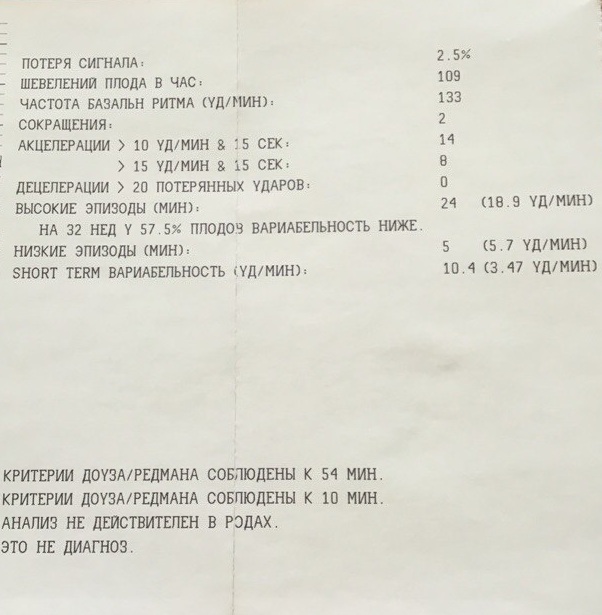 ПОТЕРЯ СИГНАЛА: 2.5%
ШЕВЕЛЕНИЙ ПЛОДА В ЧАС: 109
ЧАСТОТА БАЗАЛЬН РИТМА (УД/МИН): 133
СОКРАЩЕНИЯ: 2
АКЦЕЛЕРАЦИИ > 10 УД/МИН & 15 СЕК: 14
> 15 УД/МИН & 15 СЕК: 8
ДЕЦЕЛЕРАЦИИ > 20 ПОТЕРЯННЫХ УДАРОВ: 0
ВЫСОКИЕ ЭПИЗОДЫ (МИН): 24 (18.9 УД/МИН)
НА 32 НЕД У 57.5% ПЛОДОВ ВАРИАБЕЛЬНОСТЬ НИЖЕ.
НИЗКИЕ ЭПИЗОДЫ (МИН): 5 (5.7 УД/МИН)
SHORT TERM ВАРИАБЕЛЬНОСТЬ (УД/МИН): 10.4 (3.47 УД/МИН)
КРИТЕРИИ ДОУЗА/РЕДМАНА СОБЛЮДЕНЫ К 54 МИН.
КРИТЕРИИ ДОУЗА/РЕДМАНА СОБЛЮДЕНЫ К 10 МИН.
АНАЛИЗ НЕ ДЕЙСТВИТЕЛЕН В РОДАХ.
ЭТО НЕ ДИАГНОЗ.